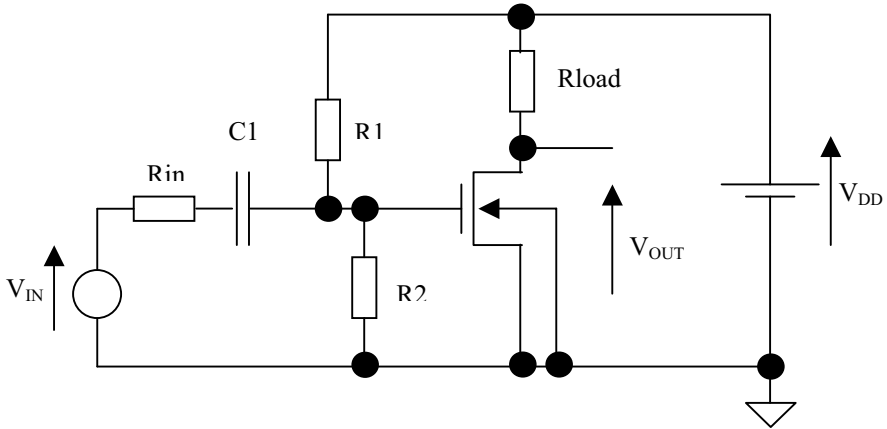 Rload
C1
R1
Rin
V_DD
V_OUT
V_IN
R2